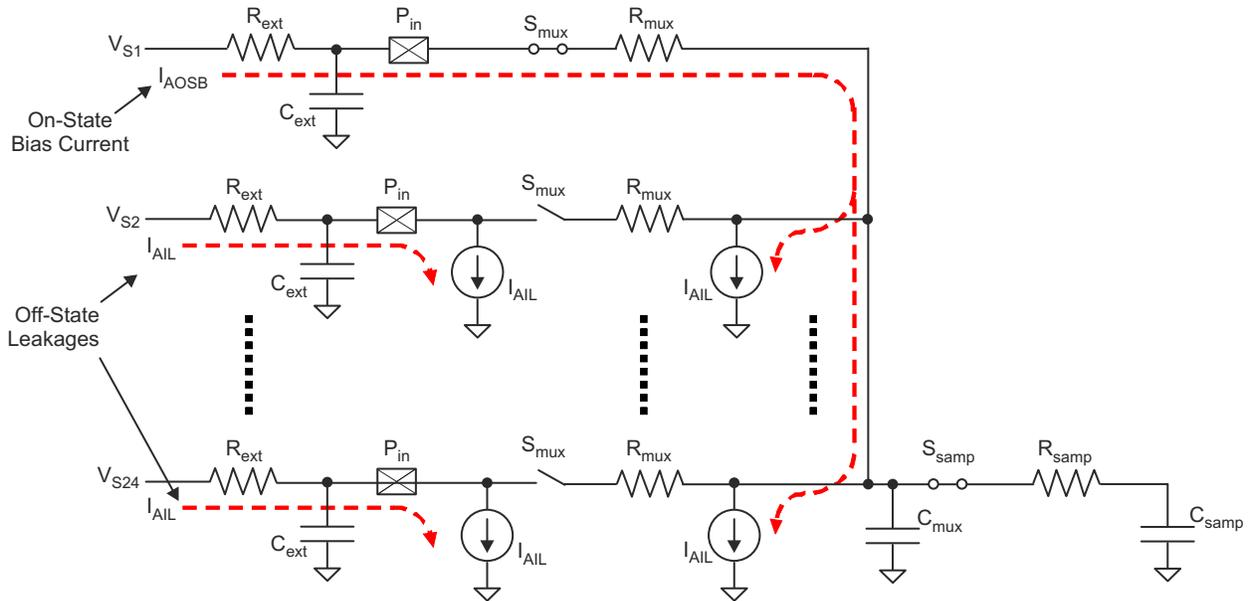 R_ext P_in S_mux R_mux
V_S1
I_AOSB
C_ext
On-State
Bias Current
R_ext P_in S_mux R_mux
V_S2
I_AIL
C_ext I_AIL I_AIL
Off-State
Leakages
R_ext P_in S_mux R_mux S_samp R_samp
V_S24
I_AIL
C_ext I_AIL I_AIL C_mux C_samp